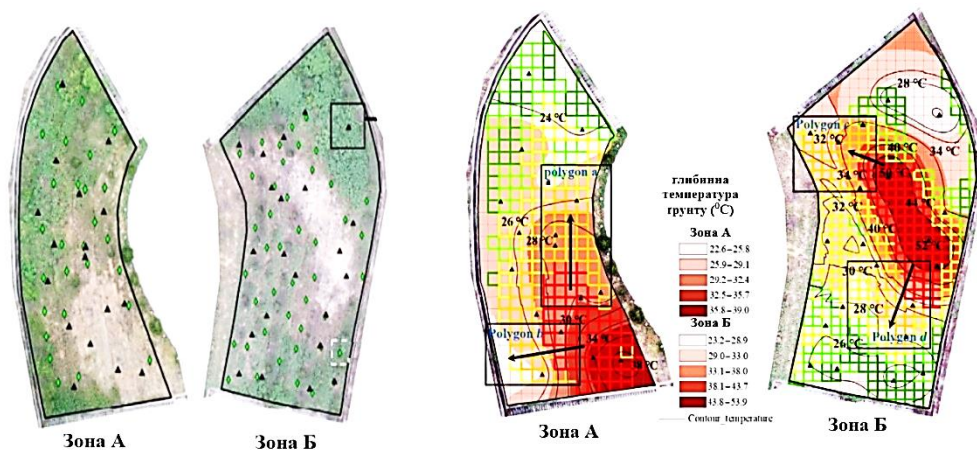 Зона А
Зона Б
24 °C
polygon a
26 °C
28 °C
30 °C
Polygon b
34 °C
Зона А
глибинна
температура
ґрунту (⁰С)
Зона А
22.6–25.8
25.9–29.1
29.2–32.4
32.5–35.7
35.8–39.0
Зона Б
23.2–28.9
29.0–33.0
33.1–38.0
38.1–43.7
43.8–53.9
Contour_temperature
28 °C
Polygon c
32 °C
40 °C
34 °C
34 °C
32 °C
40 °C
52 °C
30 °C
28 °C
Polygon d
26 °C
Зона Б